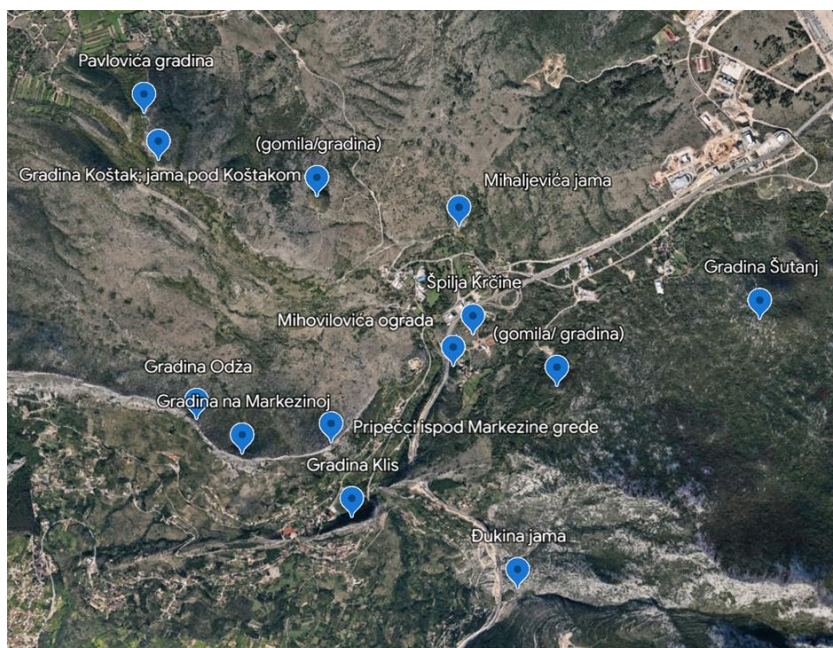 Pavlovića gradina
(gomila/gradina)
Gradina Koštak; jama pod Koštakom
Mihaljevića jama
Gradina Šutanj
Špilja Krčine
Mihovilovića ograda
(gomila/ gradina)
Gradina Odža
Gradina na Markezinoj
Pripećci ispod Markezine grede
Gradina Klis
Đukina jama